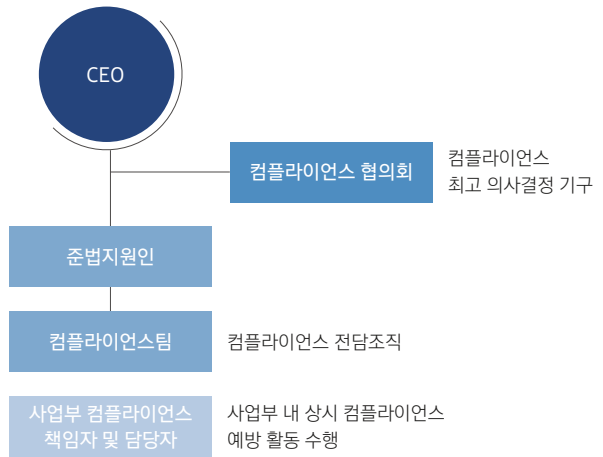 CEO
컴플라이언스 협의회
컴플라이언스
최고 의사결정 기구
준법지원인
컴플라이언스팀
컴플라이언스 전담조직
사업부 컴플라이언스
책임자 및 담당자
사업부 내 상시 컴플라이언스
예방 활동 수행